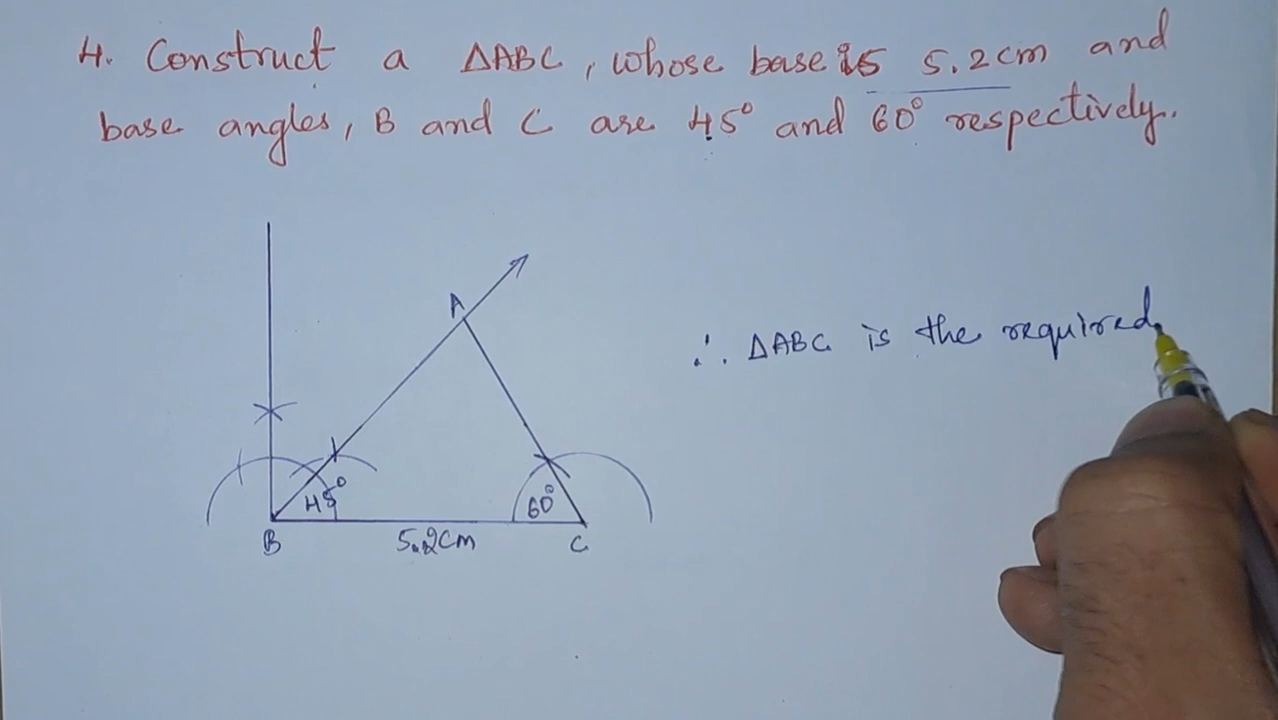 4. Construct a ΔABC, whose base is 5.2cm and
base angles, B and C are 45° and 60° respectively.
A
∴ ΔABC is the required
45°
60°
B
5.2cm
C